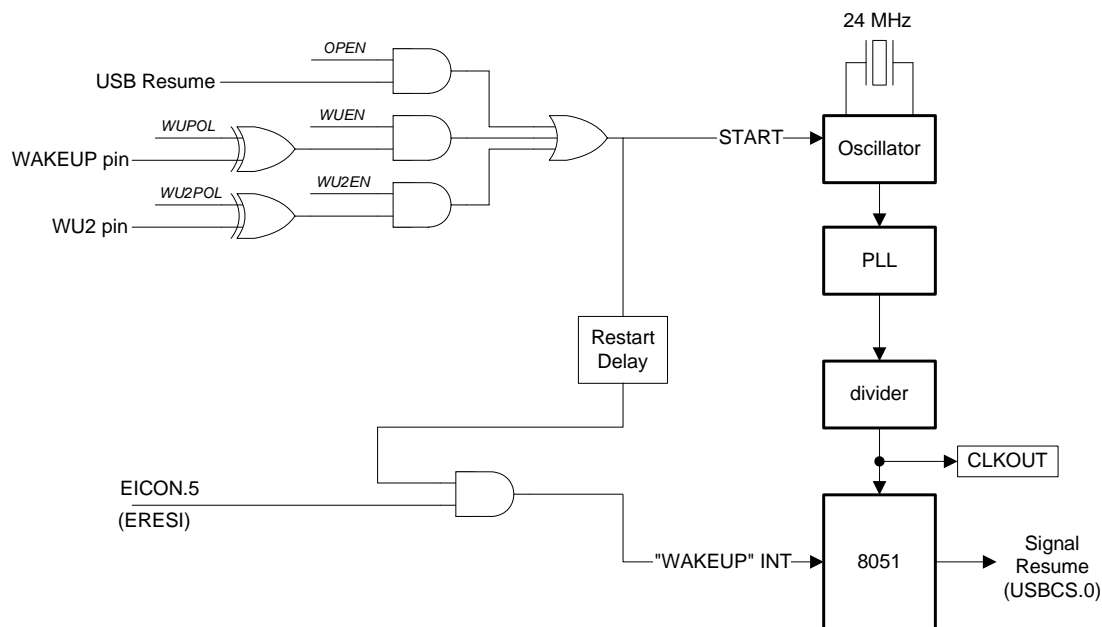 24 MHz
OPEN
USB Resume
WUPOL
WUEN
WAKEUP pin
START
Oscillator
WU2POL
WU2EN
WU2 pin
PLL
Restart
Delay
divider
CLKOUT
EICON.5
(ERESI)
"WAKEUP" INT
8051
Signal
Resume
(USBCS.0)